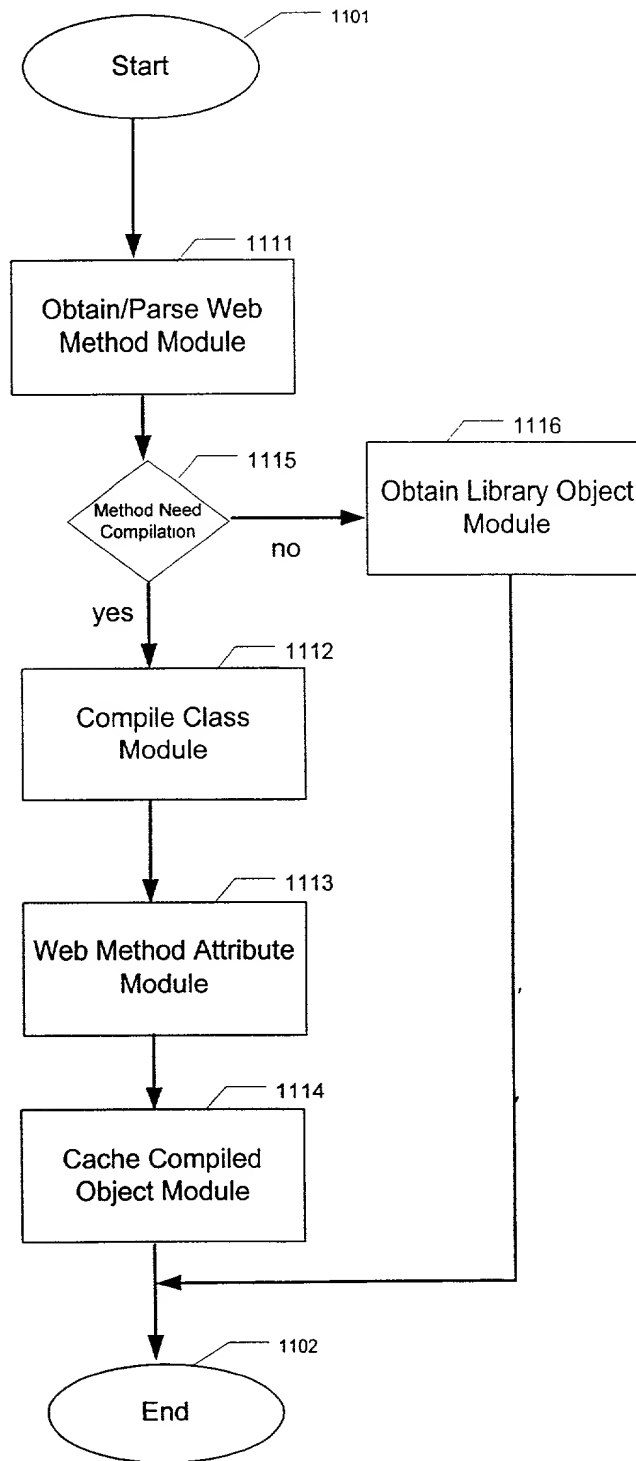 1101
Start
1111
Obtain/Parse Web
Method Module
1116
1115
Method Need
Compilation
Obtain Library Object
Module
no
yes
1112
Compile Class
Module
1113
Web Method Attribute
Module
1114
Cache Compiled
Object Module
1102
End